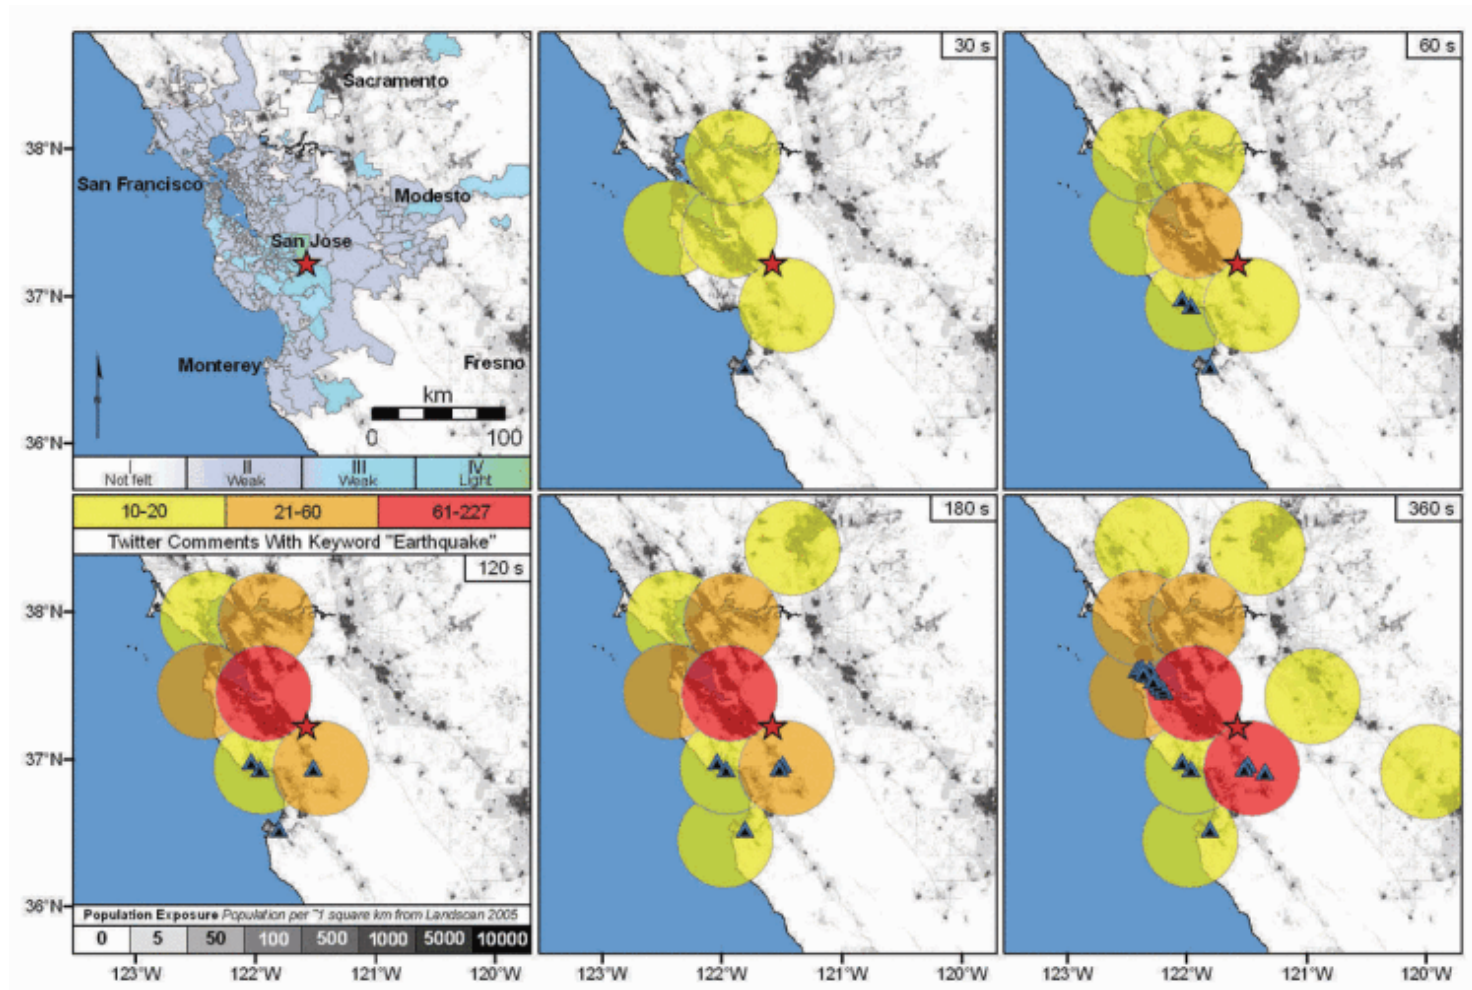 30 s
60 s
Sacramento
38°N
San Francisco
Modesto
San Jose
37°N
Monterey
Fresno
km
0 100
36°N
I II III IV
Not felt Weak Weak Light
10-20 21-60 61-227
Twitter Comments With Keyword "Earthquake"
120 s
180 s
360 s
38°N
37°N
36°N
Population Exposure Population per ~1 square km from Landscan 2005
0 5 50 100 500 1000 5000 10000
123°W 122°W 121°W 120°W
123°W 122°W 121°W 120°W
123°W 122°W 121°W 120°W